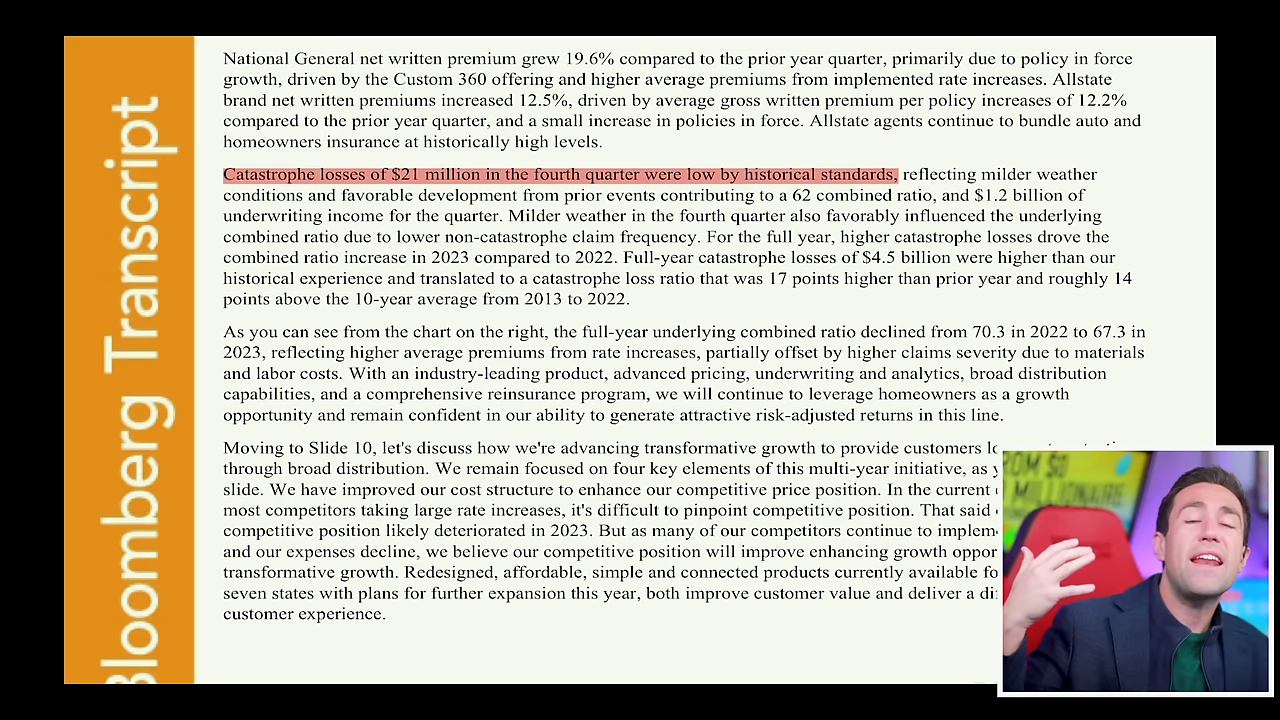 Bloomberg Transcript
National General net written premium grew 19.6% compared to the prior year quarter, primarily due to policy in force
growth, driven by the Custom 360 offering and higher average premiums from implemented rate increases. Allstate
brand net written premiums increased 12.5%, driven by average gross written premium per policy increases of 12.2%
compared to the prior year quarter, and a small increase in policies in force. Allstate agents continue to bundle auto and
homeowners insurance at historically high levels.
Catastrophe losses of $21 million in the fourth quarter were low by historical standards, reflecting milder weather
conditions and favorable development from prior events contributing to a 62 combined ratio, and $1.2 billion of
underwriting income for the quarter. Milder weather in the fourth quarter also favorably influenced the underlying
combined ratio due to lower non-catastrophe claim frequency. For the full year, higher catastrophe losses drove the
combined ratio increase in 2023 compared to 2022. Full-year catastrophe losses of $4.5 billion were higher than our
historical experience and translated to a catastrophe loss ratio that was 17 points higher than prior year and roughly 14
points above the 10-year average from 2013 to 2022.
As you can see from the chart on the right, the full-year underlying combined ratio declined from 70.3 in 2022 to 67.3 in
2023, reflecting higher average premiums from rate increases, partially offset by higher claims severity due to materials
and labor costs. With an industry-leading product, advanced pricing, underwriting and analytics, broad distribution
capabilities, and a comprehensive reinsurance program, we will continue to leverage homeowners as a growth
opportunity and remain confident in our ability to generate attractive risk-adjusted returns in this line.
Moving to Slide 10, let's discuss how we're advancing transformative growth to provide customers
through broad distribution. We remain focused on four key elements of this multi-year initiative, as
slide. We have improved our cost structure to enhance our competitive price position. In the current
most competitors taking large rate increases, it's difficult to pinpoint competitive position. That said
competitive position likely deteriorated in 2023. But as many of our competitors continue to
and our expenses decline, we believe our competitive position will improve enhancing growth
transformative growth. Redesigned, affordable, simple and connected products currently available
seven states with plans for further expansion this year, both improve customer value and deliver a
customer experience.
$0
MILLIONAIRE